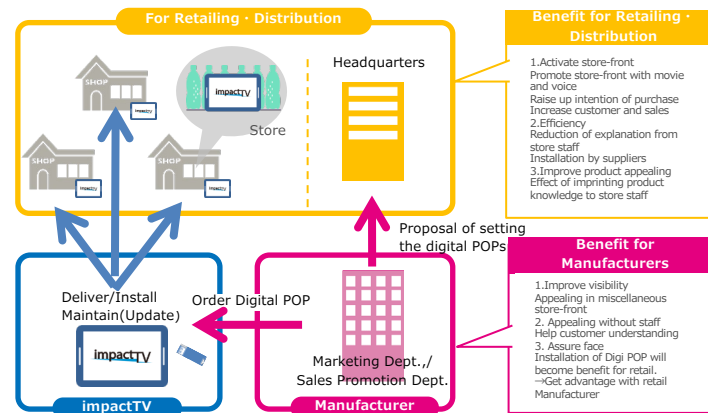 For Retailing · Distribution
SHOP
impactTV
impactTV
Store
SHOP
impactTV
SHOP
impactTV
Headquarters
Benefit for Retailing ·
Distribution
1.Activate store-front
Promote store-front with movie
and voice
Raise up intention of purchase
Increase customer and sales
2.Efficiency
Reduction of explanation from
store staff
Installation by suppliers
3.Improve product appealing
Effect of imprinting product
knowledge to store staff
Proposal of setting
the digital POPs
Deliver/Install
Maintain(Update)
impactTV
impactTV
Order Digital POP
Marketing Dept.,/
Sales Promotion Dept.
Manufacturer
Benefit for
Manufacturers
1.Improve visibility
Appealing in miscellaneous
store-front
2. Appealing without staff
Help customer understanding
3. Assure face
Installation of Digi POP will
become benefit for retail.
→Get advantage with retail
Manufacturer